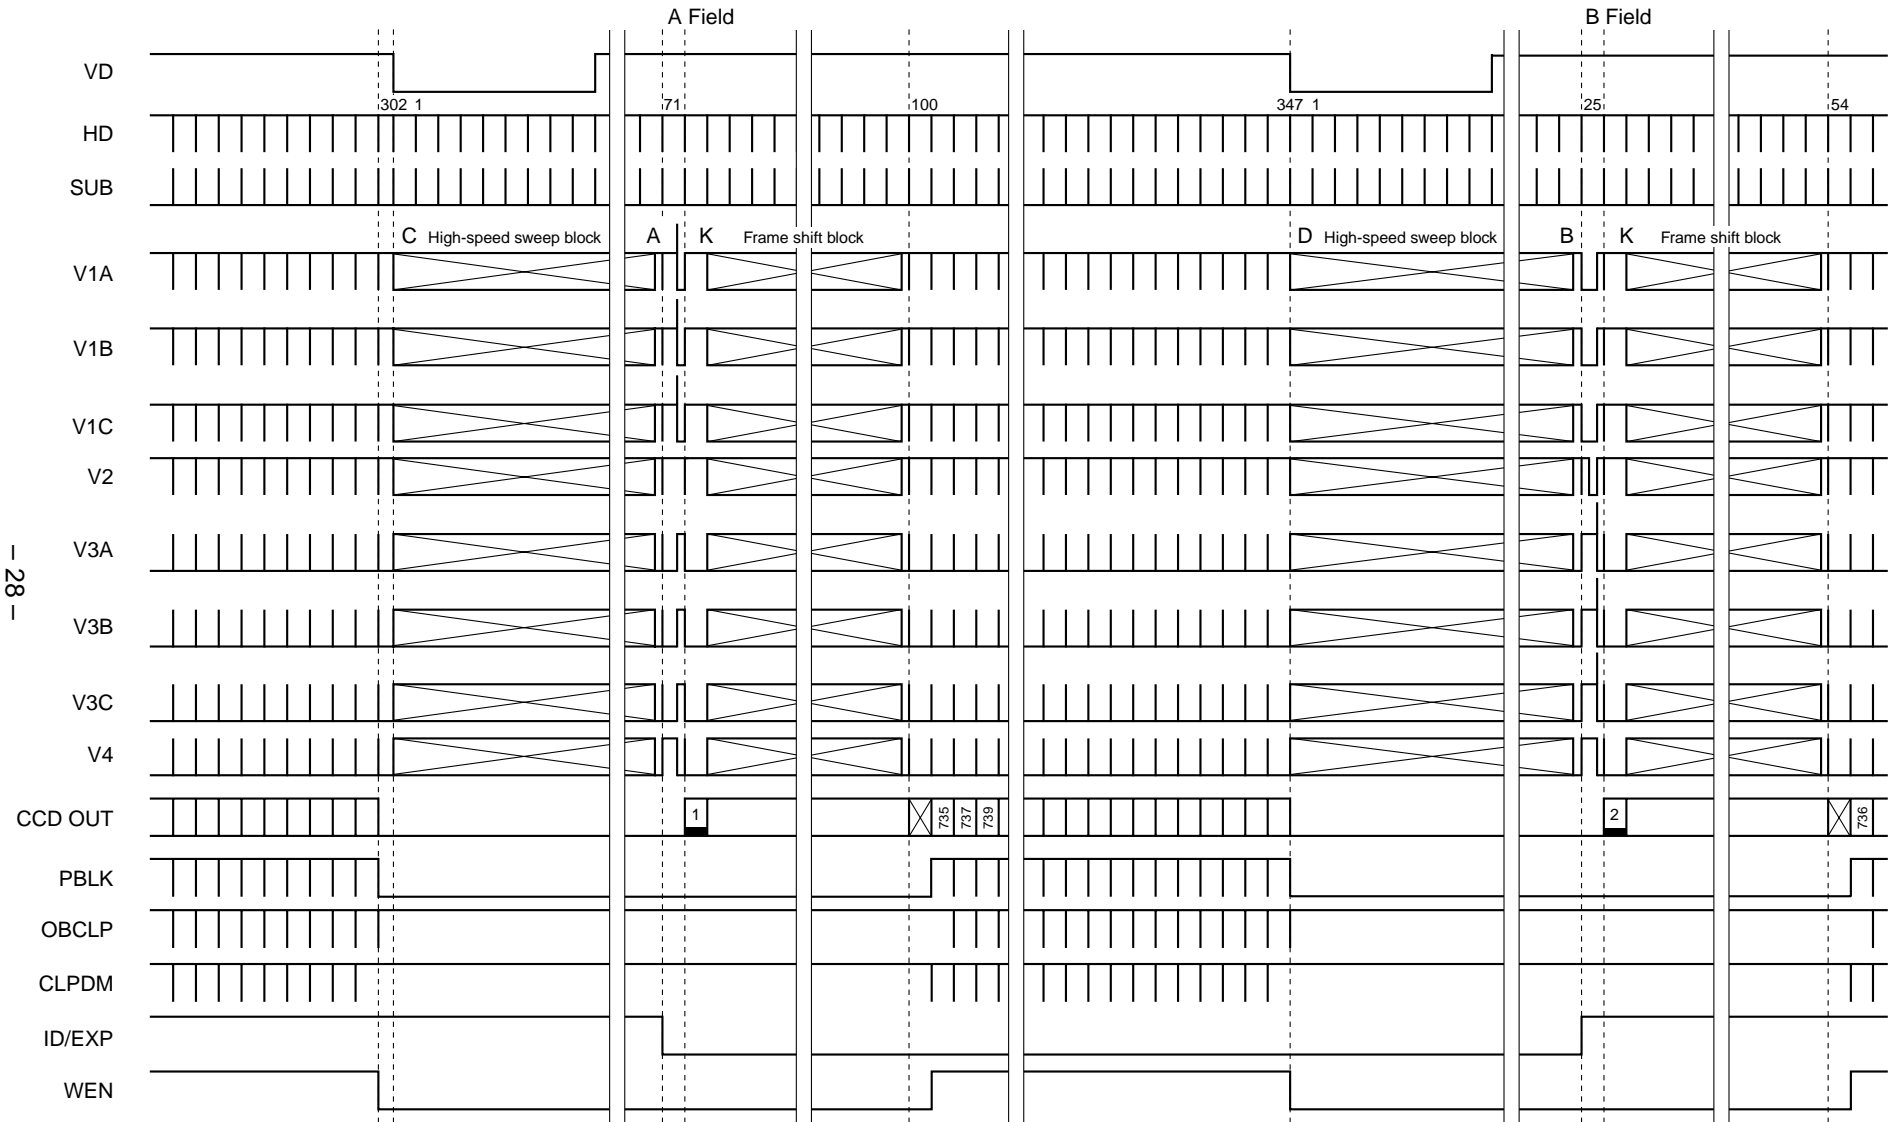 A Field B Field
VD
302 1 71 100 347 1 25 54
HD
SUB
C High-speed sweep block A K Frame shift block D High-speed sweep block B K Frame shift block
V1A
V1B
V1C
V2
V3A
V3B
V3C
V4
CCD OUT 1 735 737 739 2 736
PBLK
OBCLP
CLPDM
ID/EXP
WEN
– 28 –